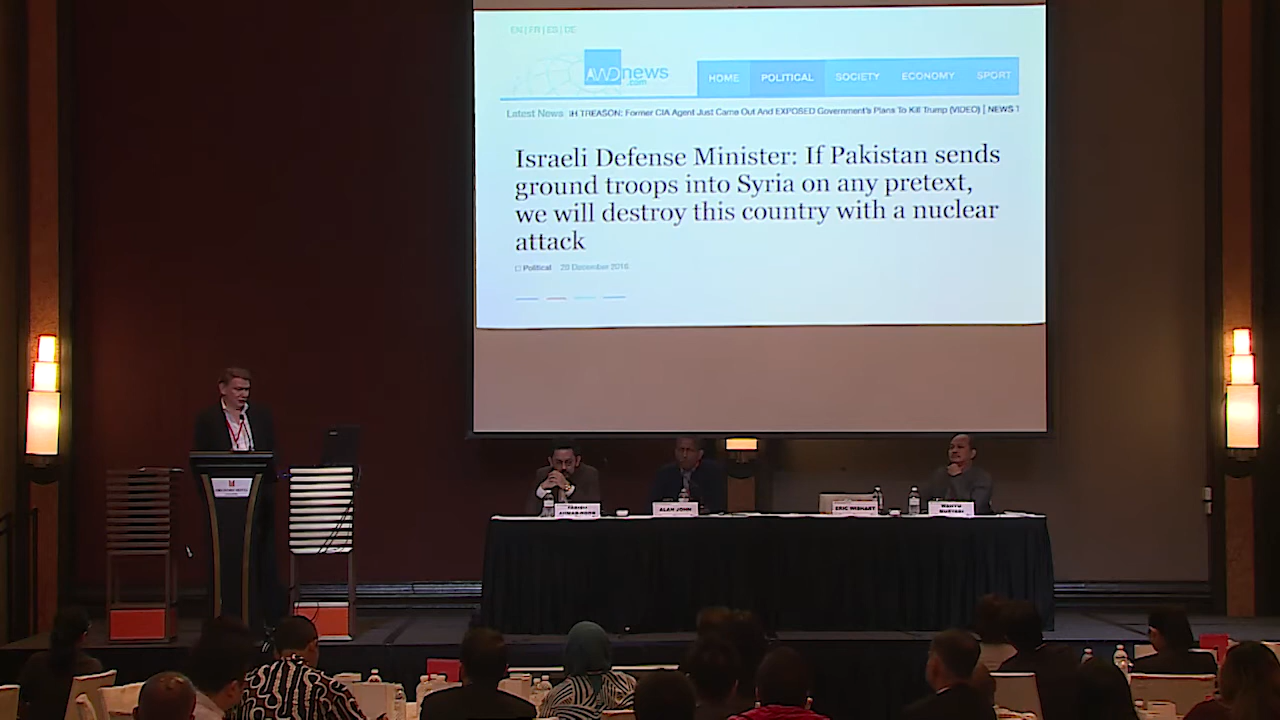 EN | FR | ES | DE
AWDnews
.com
HOME POLITICAL SOCIETY ECONOMY SPORT
Latest News IH TREASON: Former CIA Agent Just Came Out And EXPOSED Government's Plans To Kill Trump (VIDEO) | NEWS
Israeli Defense Minister: If Pakistan sends
ground troops into Syria on any pretext,
we will destroy this country with a nuclear
attack
Political 20 December 2016
ALAN JOHN
ERIC WISHART